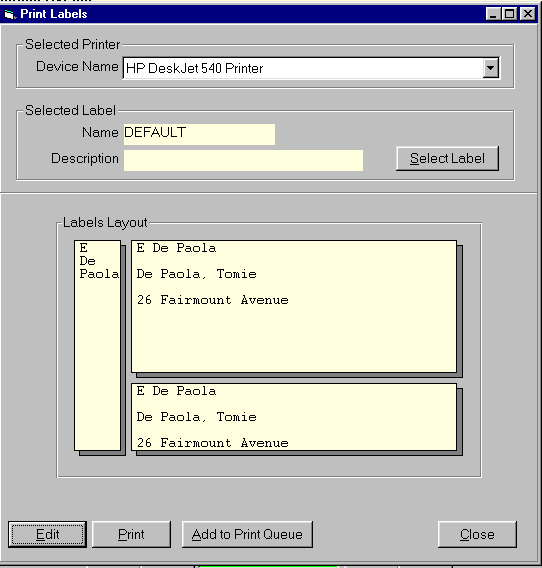 Print Labels
Selected Printer
Device Name HP DeskJet 540 Printer
Selected Label
Name DEFAULT
Description
Select Label
Labels Layout
E
De
Paola
E De Paola
De Paola, Tomie
26 Fairmount Avenue
E De Paola
De Paola, Tomie
26 Fairmount Avenue
Edit Print Add to Print Queue Close